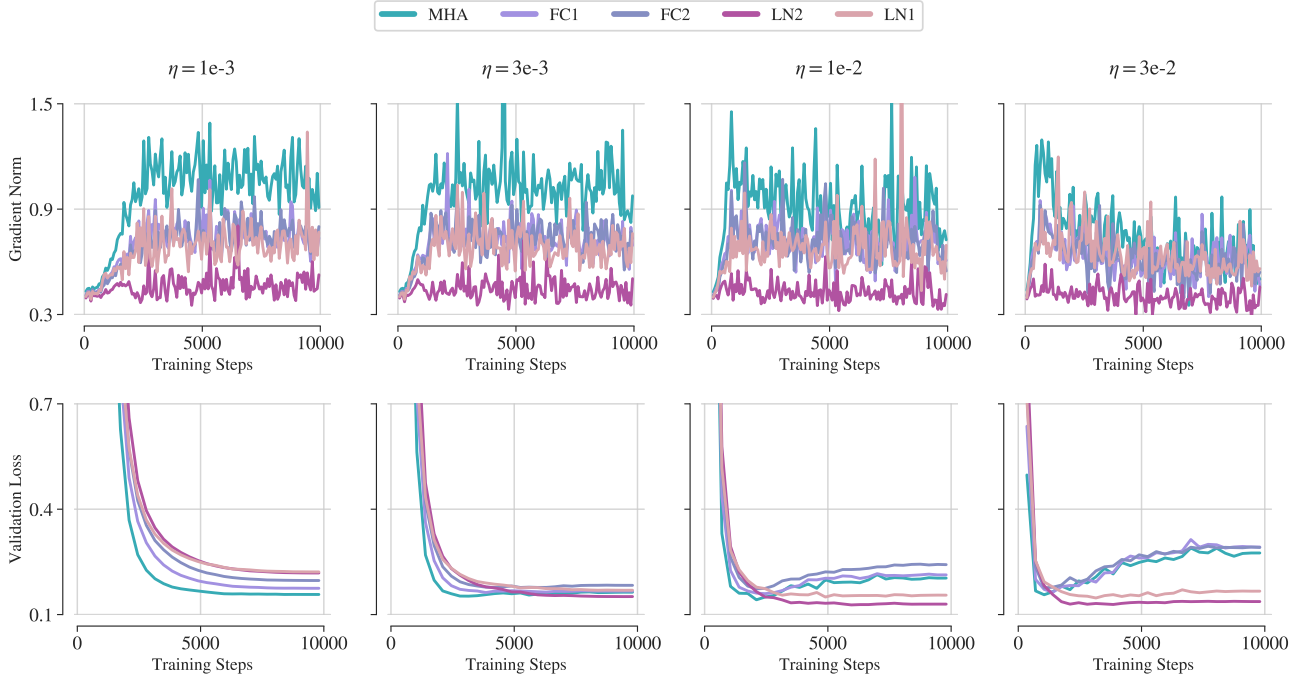 MHA FC1 FC2 LN2 LN1
η = 1e-3 η = 3e-3 η = 1e-2 η = 3e-2
Gradient Norm
1.5
0.9
0.3
0 5000 10000 0 5000 10000 0 5000 10000 0 5000 10000
Training Steps Training Steps Training Steps Training Steps
Validation Loss
0.7
0.4
0.1
0 5000 10000 0 5000 10000 0 5000 10000 0 5000 10000
Training Steps Training Steps Training Steps Training Steps